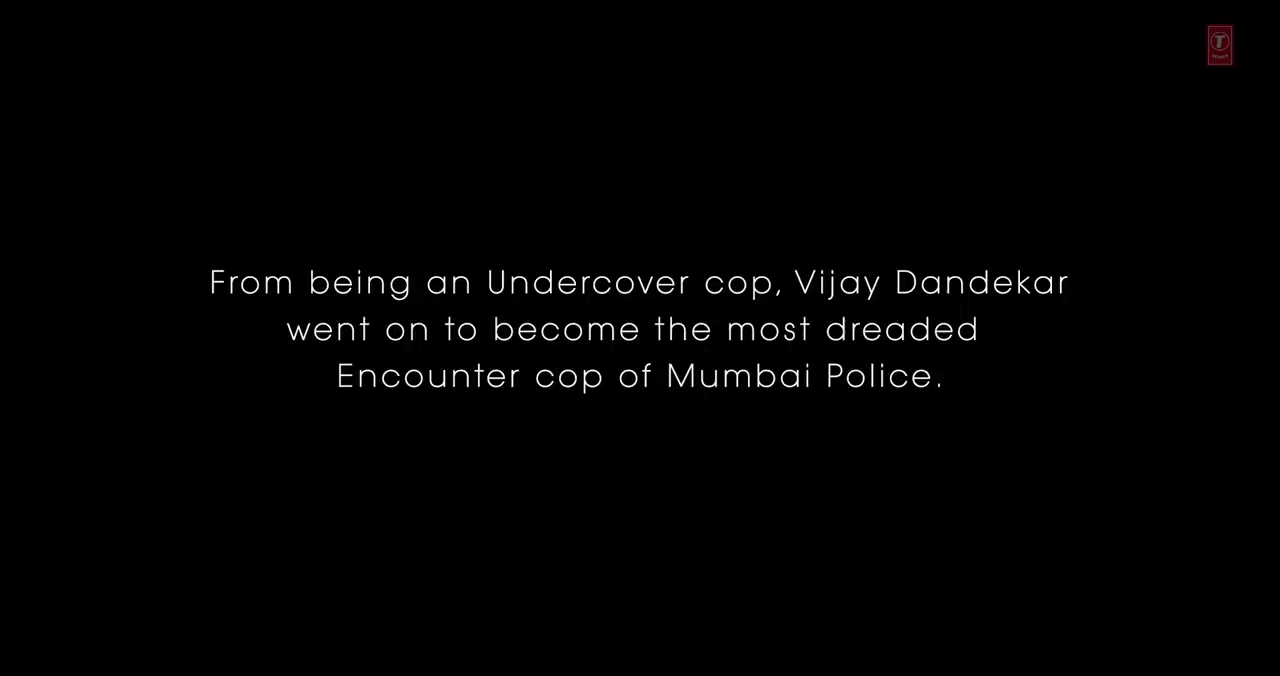 From being an Undercover cop, Vijay Dandekar
went on to become the most dreaded
Encounter cop of Mumbai Police.
T